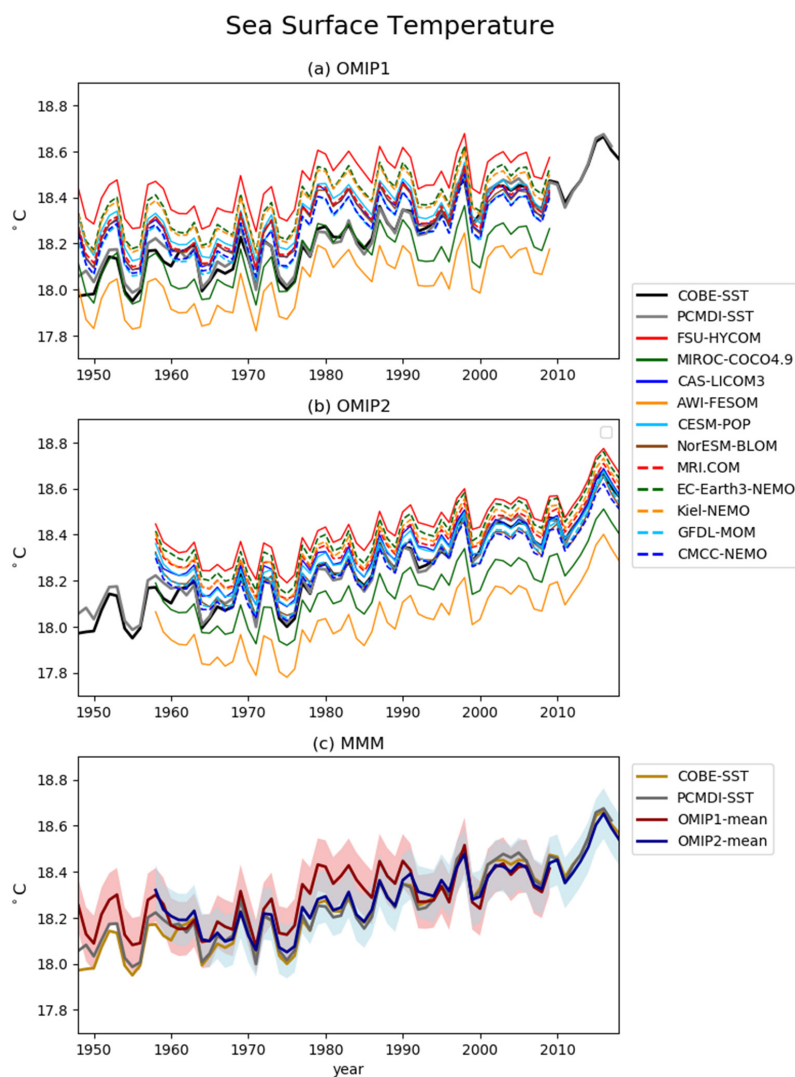 Sea Surface Temperature
(a) OMIP1
18.8
18.6
18.4
18.2
18.0
17.8
°C
1950 1960 1970 1980 1990 2000 2010
COBE-SST
PCMDI-SST
FSU-HYCOM
MIROC-COCO4.9
CAS-LICOM3
AWI-FESOM
CESM-POP
NorESM-BLOM
MRI.COM
EC-Earth3-NEMO
Kiel-NEMO
GFDL-MOM
CMCC-NEMO
(b) OMIP2
18.8
18.6
18.4
18.2
18.0
17.8
°C
1950 1960 1970 1980 1990 2000 2010
(c) MMM
18.8
18.6
18.4
18.2
18.0
17.8
°C
1950 1960 1970 1980 1990 2000 2010
year
COBE-SST
PCMDI-SST
OMIP1-mean
OMIP2-mean